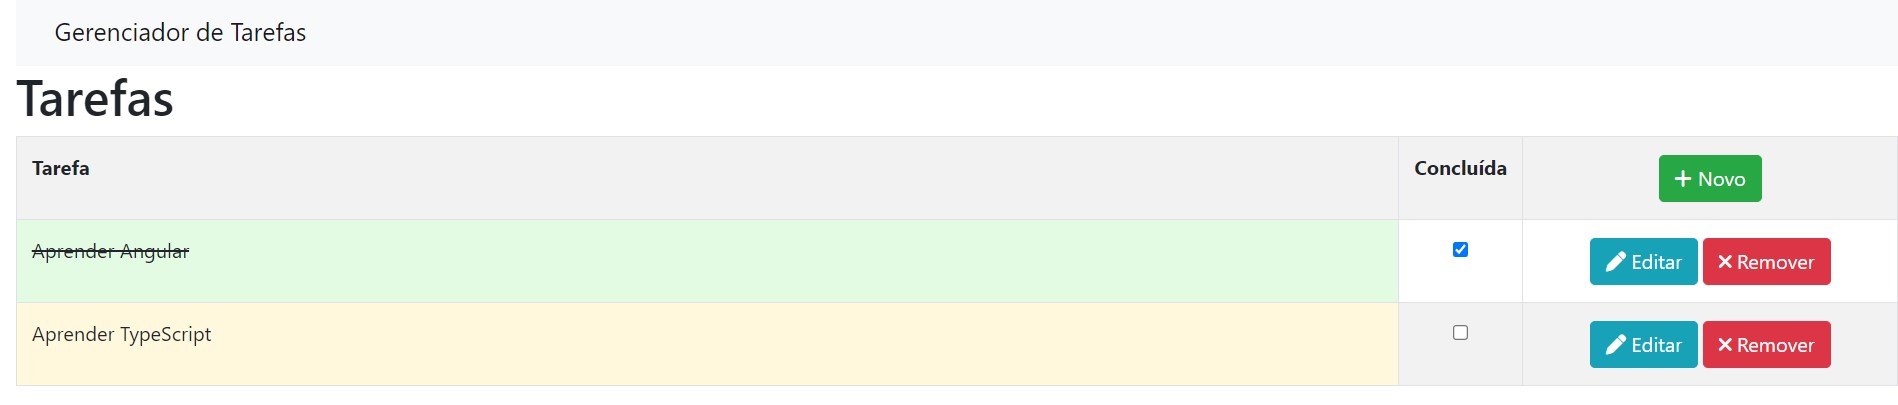 Gerenciador de Tarefas
Tarefas
Tarefa Concluída Novo
Aprender Angular Editar Remover
Aprender TypeScript Editar Remover